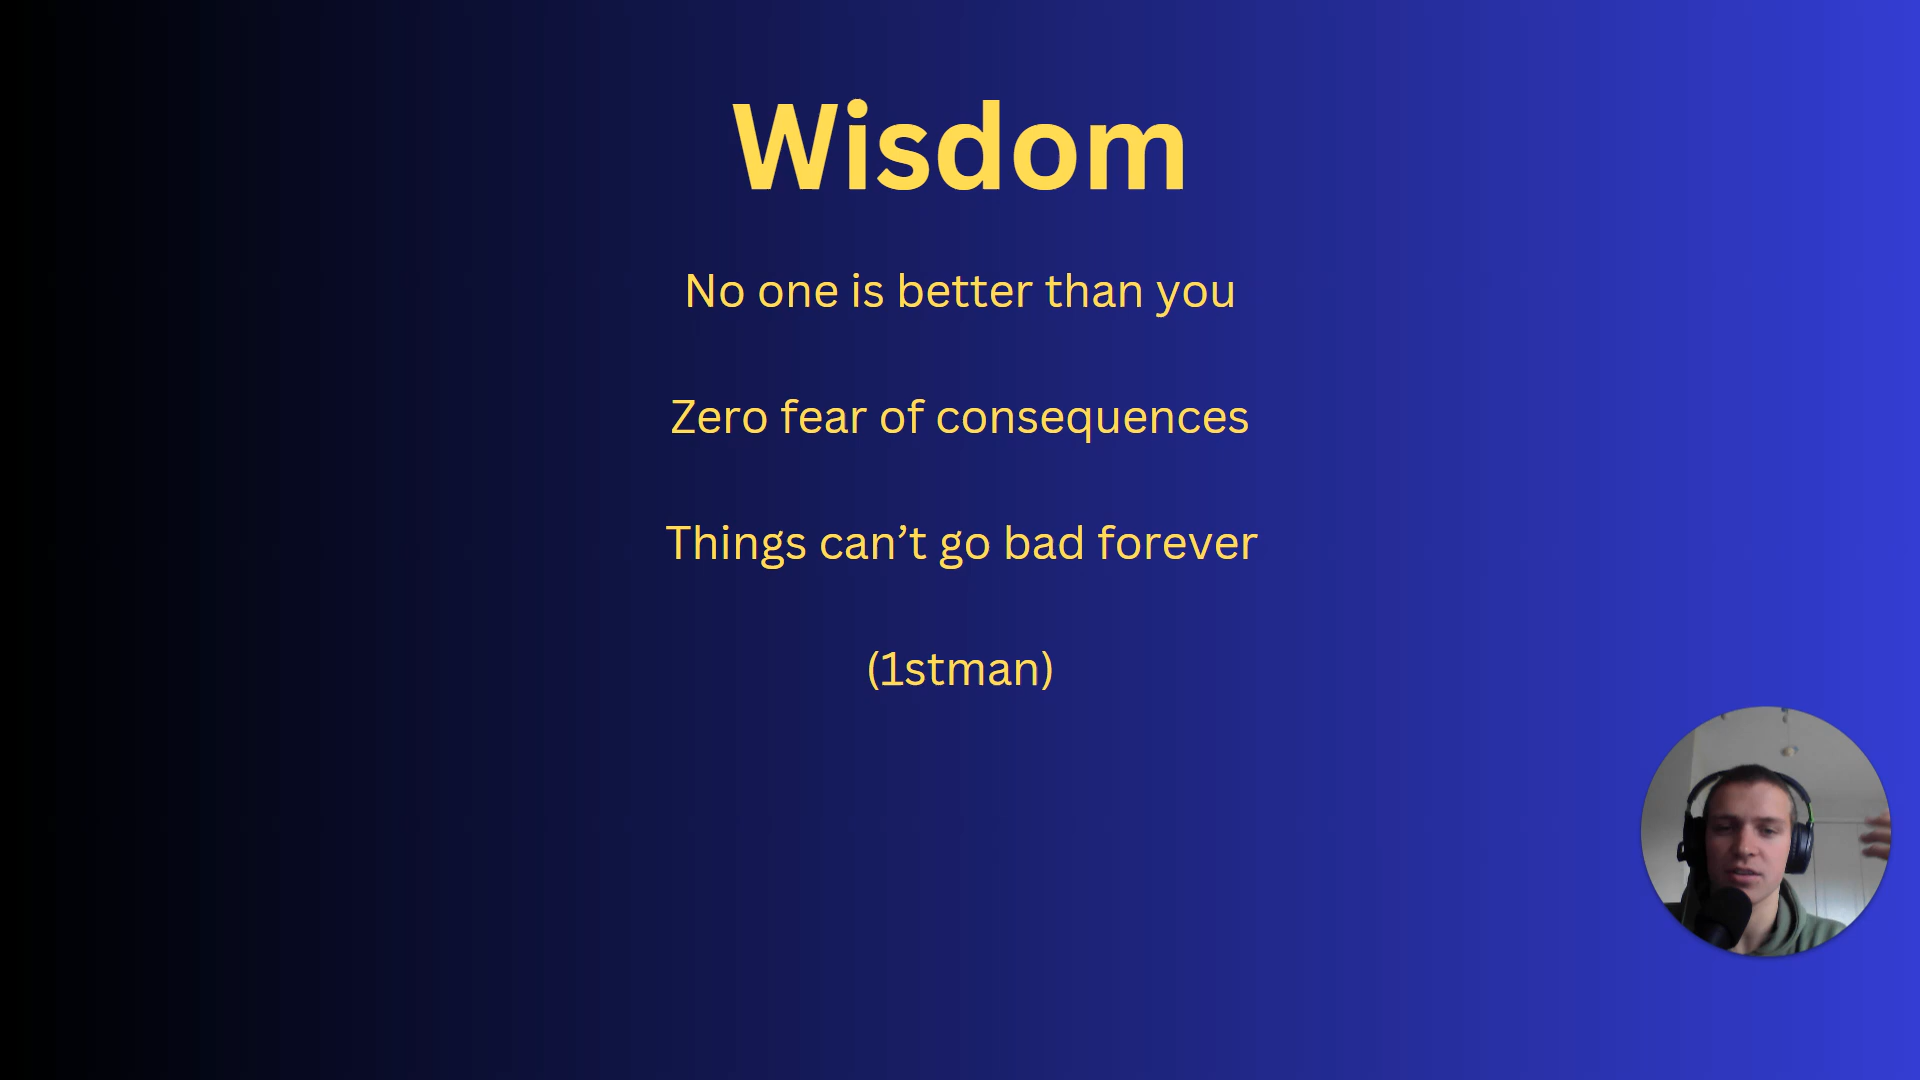 Wisdom
No one is better than you
Zero fear of consequences
Things can’t go bad forever
(1stman)